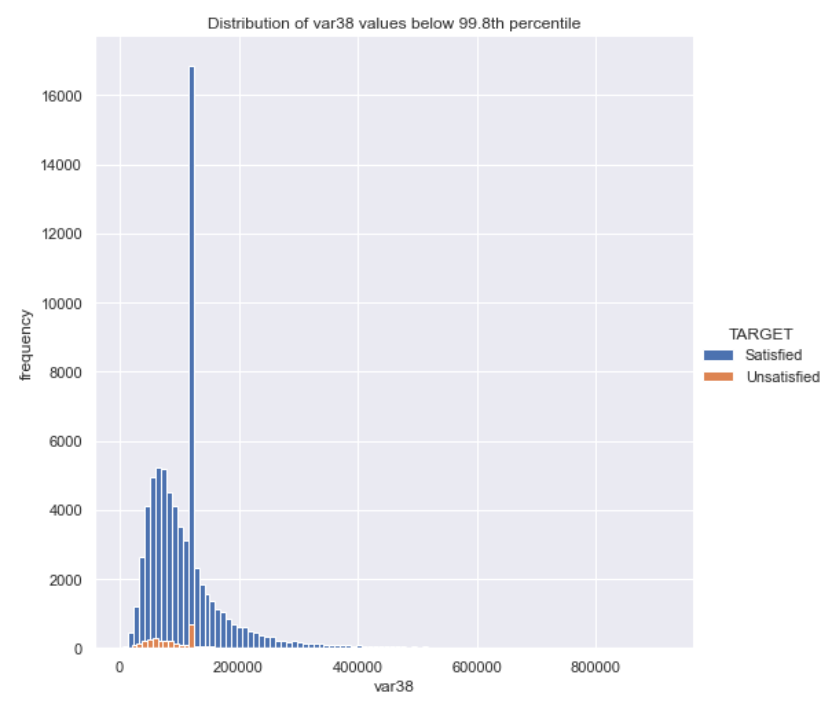 Distribution of var38 values below 99.8th percentile
16000
14000
12000
10000
8000
6000
4000
2000
0
frequency
0 200000 400000 600000 800000
var38
TARGET
Satisfied
Unsatisfied